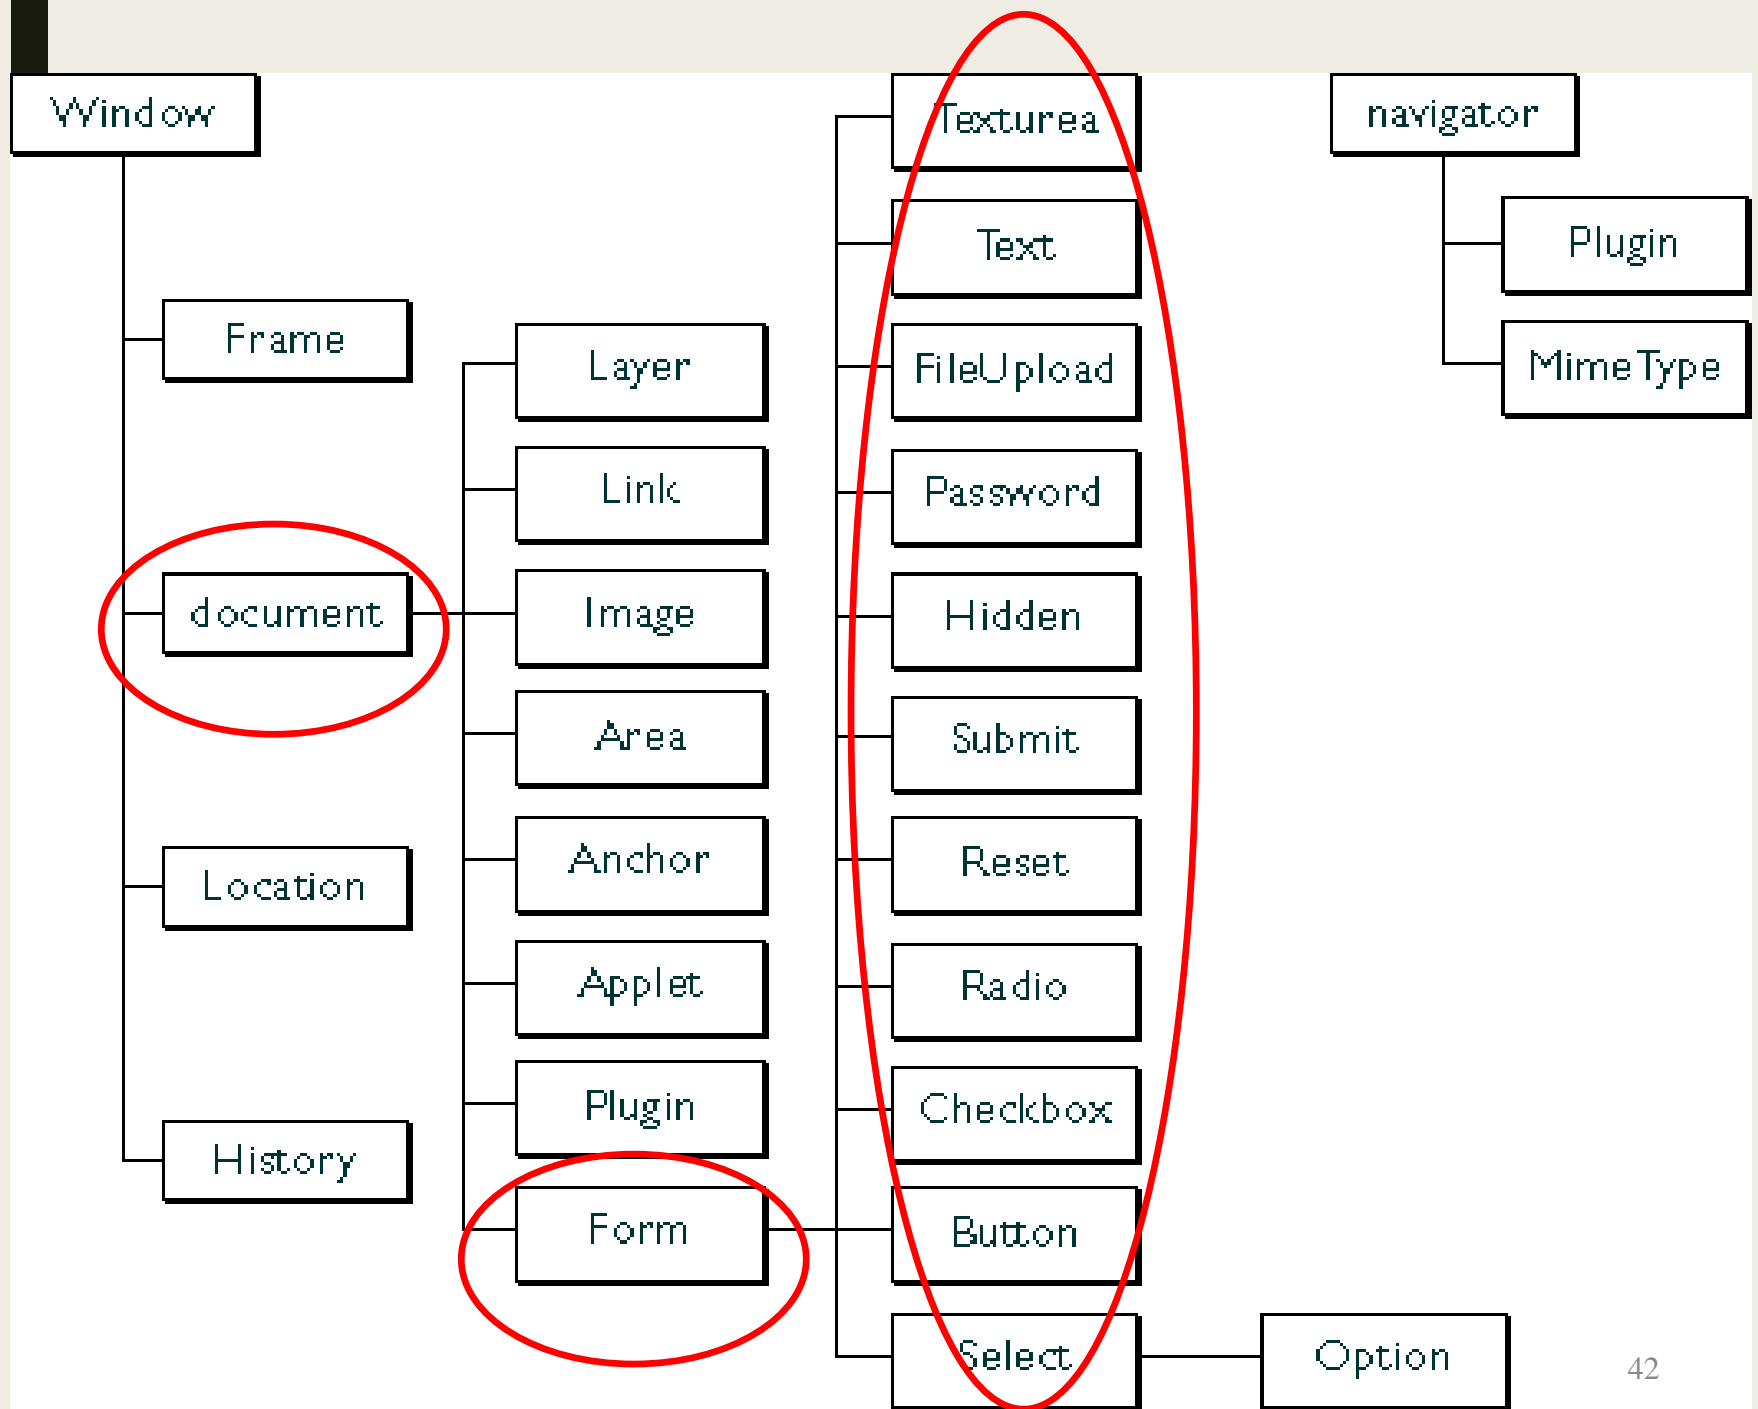 Window
Frame
document
Location
History
Layer
Link
Image
Area
Anchor
Applet
Plugin
Form
Texturea
Text
FileUpload
Password
Hidden
Submit
Reset
Radio
Checkbox
Button
Select
Option
navigator
Plugin
MimeType
42